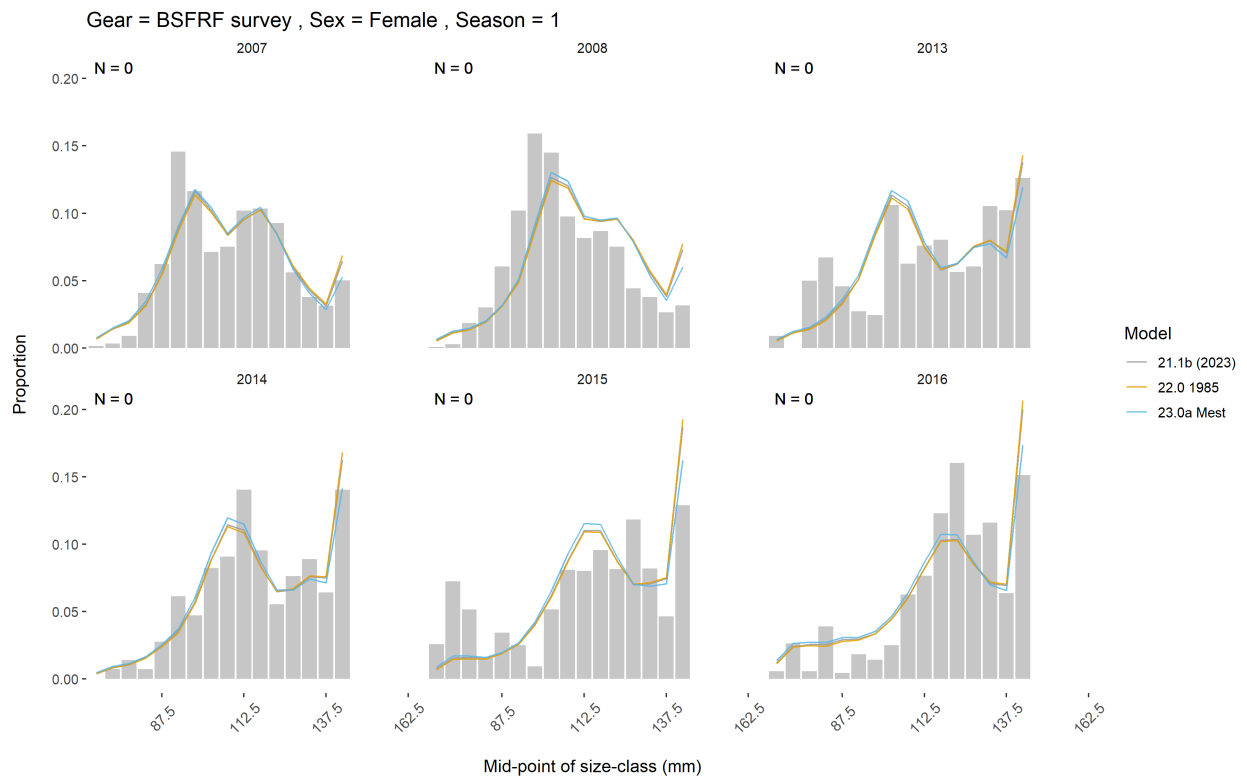 Gear = BSFRF survey , Sex = Female , Season = 1
2007
2008
2013
N = 0
N = 0
N = 0
0.20
0.15
0.10
0.05
0.00
2014
2015
2016
N = 0
N = 0
N = 0
0.20
0.15
0.10
0.05
0.00
Proportion
87.5
112.5
137.5
162.5
87.5
112.5
137.5
162.5
87.5
112.5
137.5
162.5
Mid-point of size-class (mm)
Model
21.1b (2023)
22.0 1985
23.0a Mest